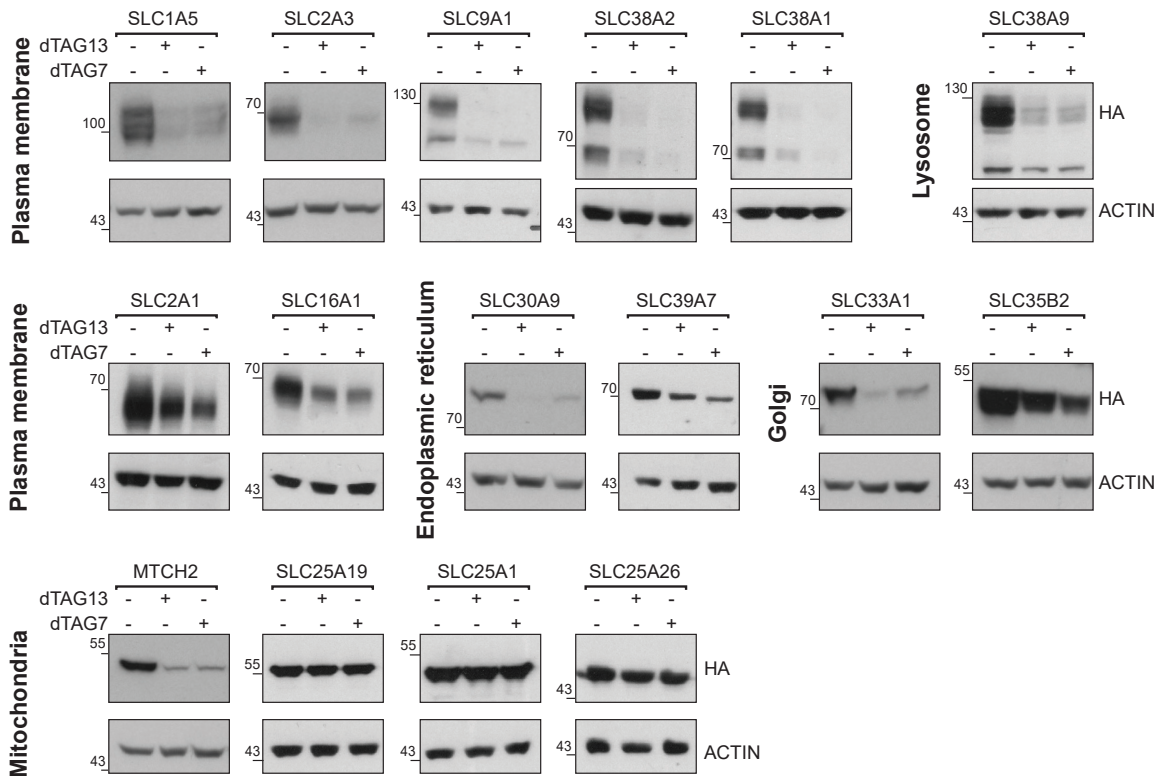 SLC1A5 SLC2A3 SLC9A1 SLC38A2 SLC38A1 SLC38A9
dTAG13 - + - - + - - + - - + - - + - - + -
dTAG7 - - + - - + - - + - - + - - + - - +
Plasma membrane
100 70 130 70 70 Lysosome 130 HA
43 43 43 43 43 43 ACTIN
SLC2A1 SLC16A1 SLC30A9 SLC39A7 SLC33A1 SLC35B2
dTAG13 - + - - + - - + - - + - - + - - + -
dTAG7 - - + - - + - - + - - + - - + - - +
Plasma membrane
70 70 Endoplasmic reticulum 70 70 Golgi 70 55 HA
43 43 43 43 43 43 ACTIN
MTCH2 SLC25A19 SLC25A1 SLC25A26
dTAG13 - + - - + - - + - - + -
dTAG7 - - + - - + - - + - - +
Mitochondria
55 55 55 43 HA
43 43 43 43 ACTIN